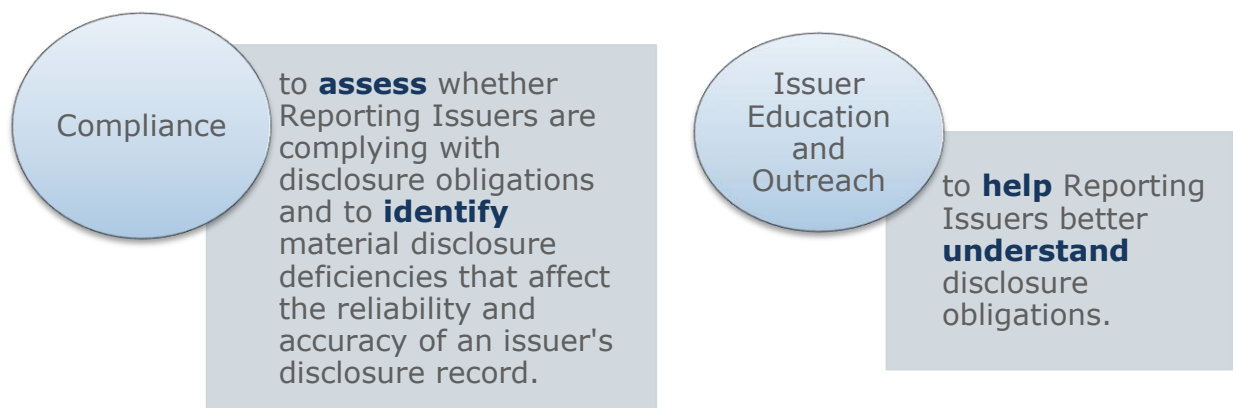 Compliance
to assess whether
Reporting Issuers are
complying with
disclosure obligations
and to identify
material disclosure
deficiencies that affect
the reliability and
accuracy of an issuer's
disclosure record.
Issuer
Education
and
Outreach
to help Reporting
Issuers better
understand
disclosure
obligations.